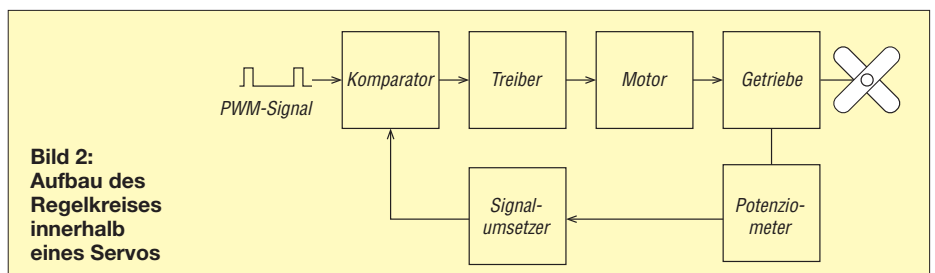 Komparator
Treiber
Motor
Getriebe
PWM-Signal
Bild 2:
Aufbau des
Regelkreises
innerhalb
eines Servos
Signal-
umsetzer
Potenzio-
meter